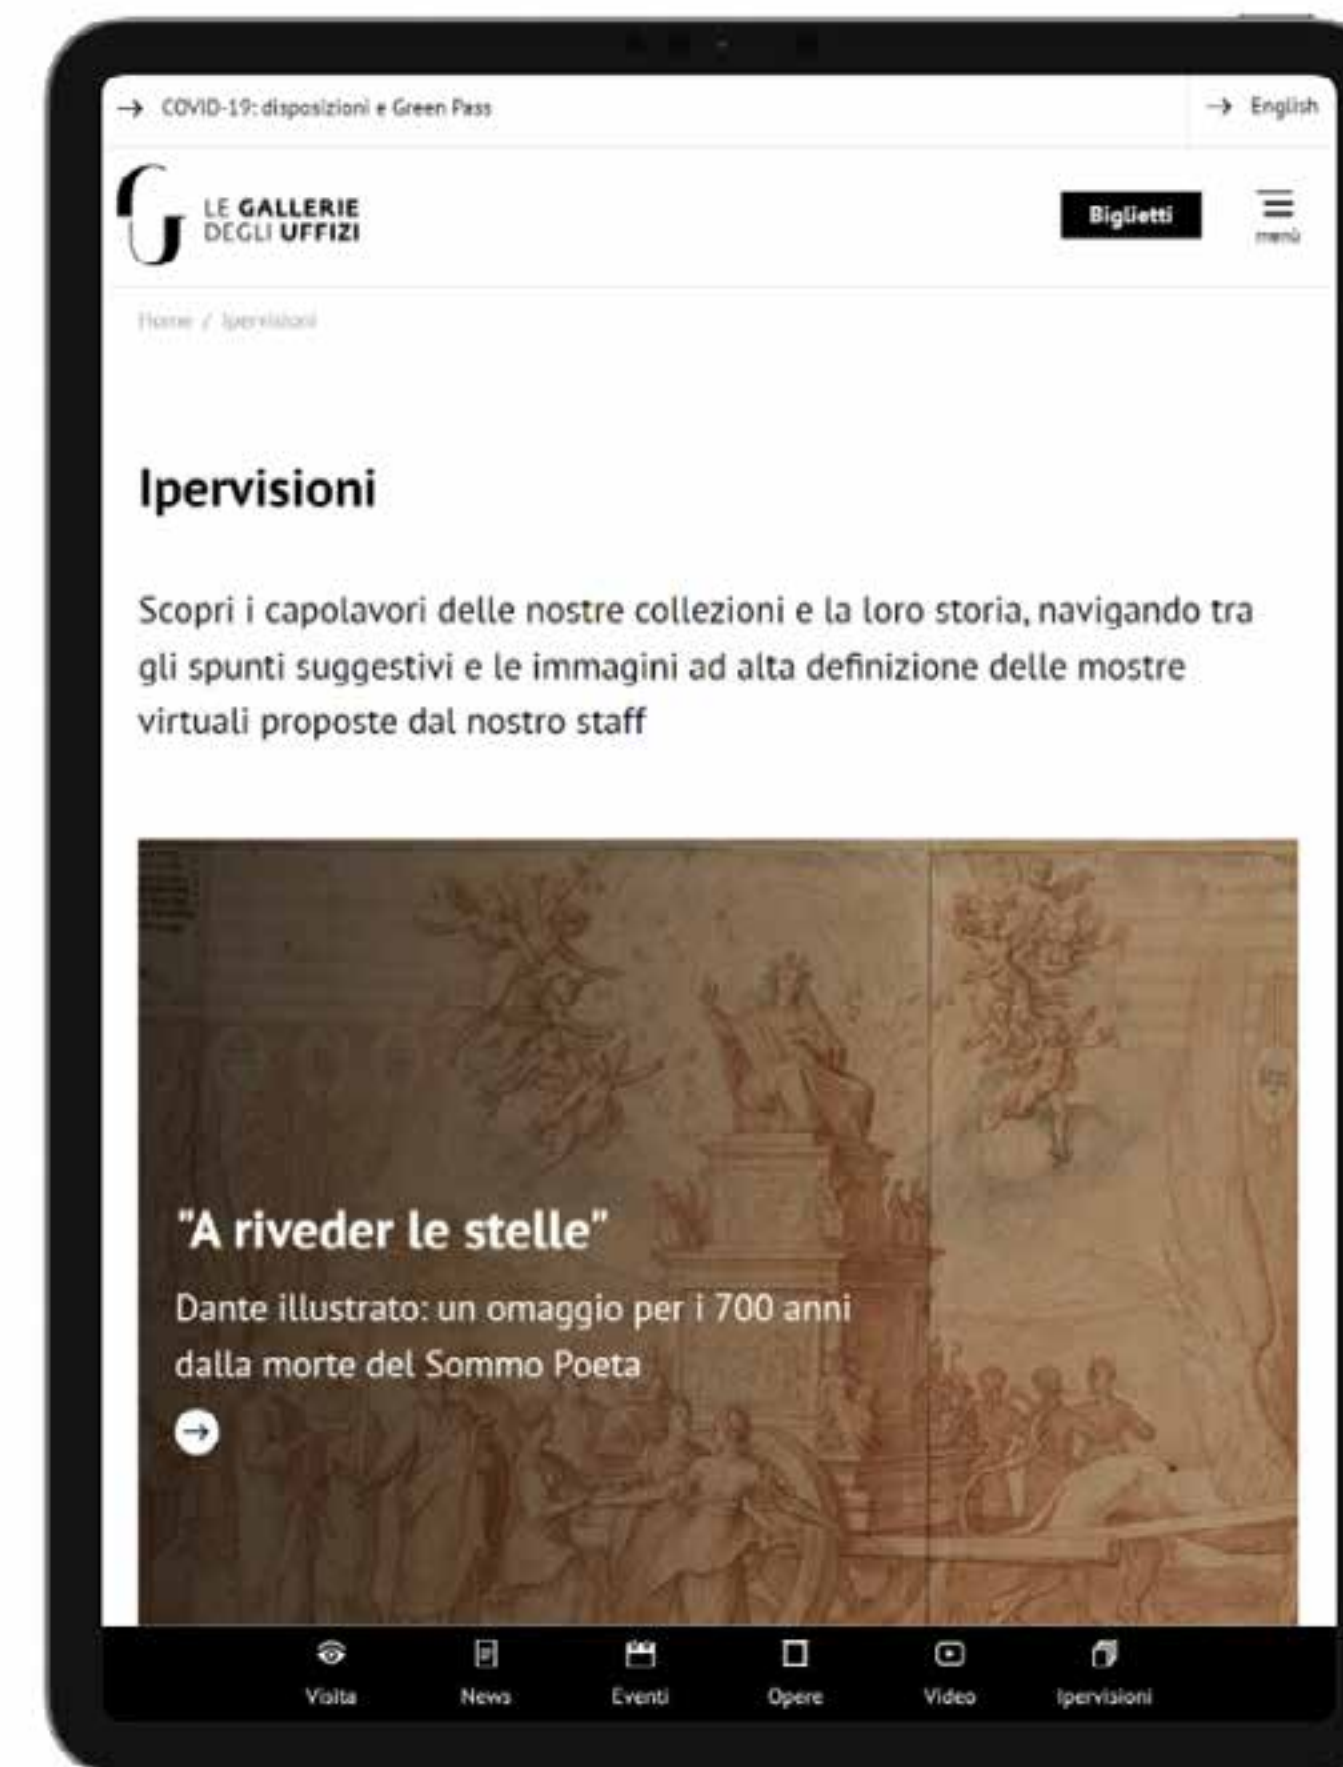 → COVID-19: disposizioni e Green Pass
→ English
LE GALLERIE
DEGLI UFFIZI
Biglietti
menù
Home / Ipervisioni
Ipervisioni
Scopri i capolavori delle nostre collezioni e la loro storia, navigando tra
gli spunti suggestivi e le immagini ad alta definizione delle mostre
virtuali proposte dal nostro staff
"A riveder le stelle"
Dante illustrato: un omaggio per i 700 anni
dalla morte del Sommo Poeta
→
Visita
News
Eventi
Opere
Video
Ipervisioni